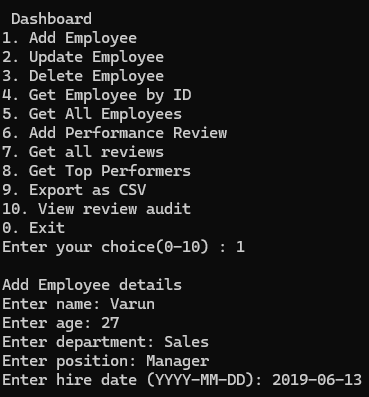 Dashboard
1. Add Employee
2. Update Employee
3. Delete Employee
4. Get Employee by ID
5. Get All Employees
6. Add Performance Review
7. Get all reviews
8. Get Top Performers
9. Export as CSV
10. View review audit
0. Exit
Enter your choice(0-10) : 1
Add Employee details
Enter name: Varun
Enter age: 27
Enter department: Sales
Enter position: Manager
Enter hire date (YYYY-MM-DD): 2019-06-13